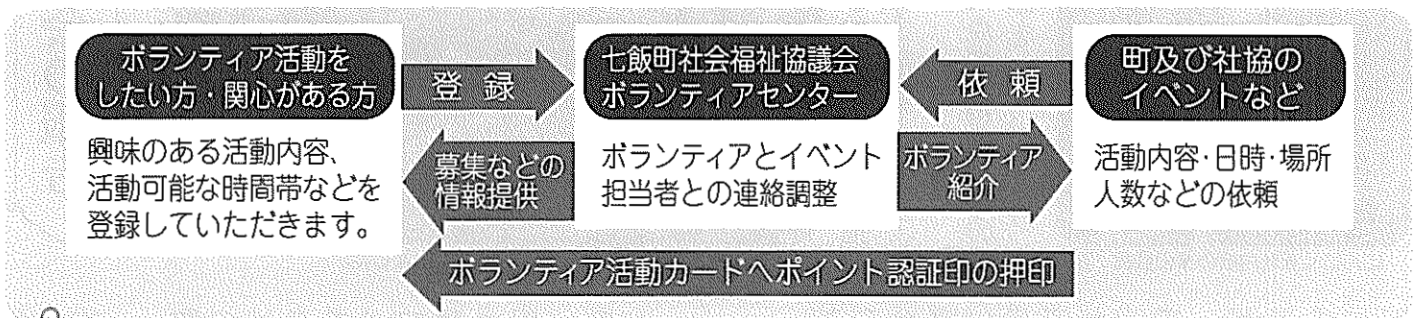 ボランティア活動を
したい方・関心がある方
興味のある活動内容、
活動可能な時間帯などを
登録していただきます。
登録
募集などの
情報提供
七飯町社会福祉協議会
ボランティアセンター
ボランティアとイベント
担当者との連絡調整
依頼
ボランティア
紹介
町及び社協の
イベントなど
活動内容・日時・場所
人数などの依頼
ボランティア活動カードへポイント認証印の押印